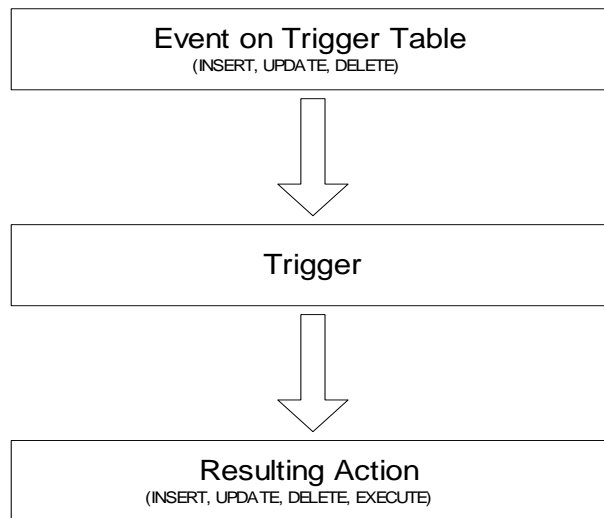 Event on Trigger Table
(INSERT, UPDATE, DELETE)
Trigger
Resulting Action
(INSERT, UPDATE, DELETE, EXECUTE)